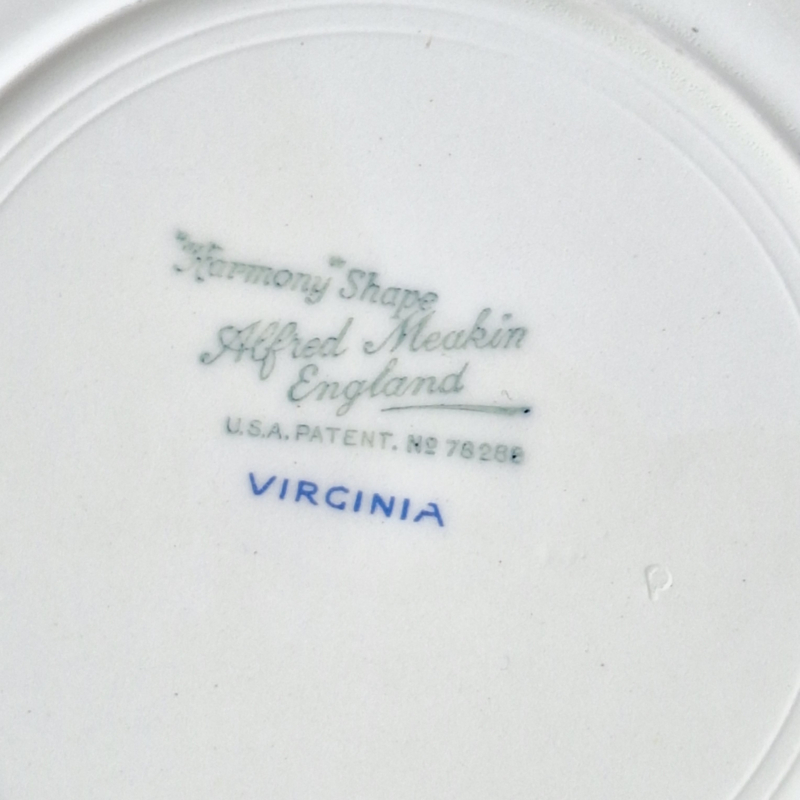 "Harmony" Shape
Alfred Meakin
England
U.S.A. PATENT. No 78288
VIRGINIA
P